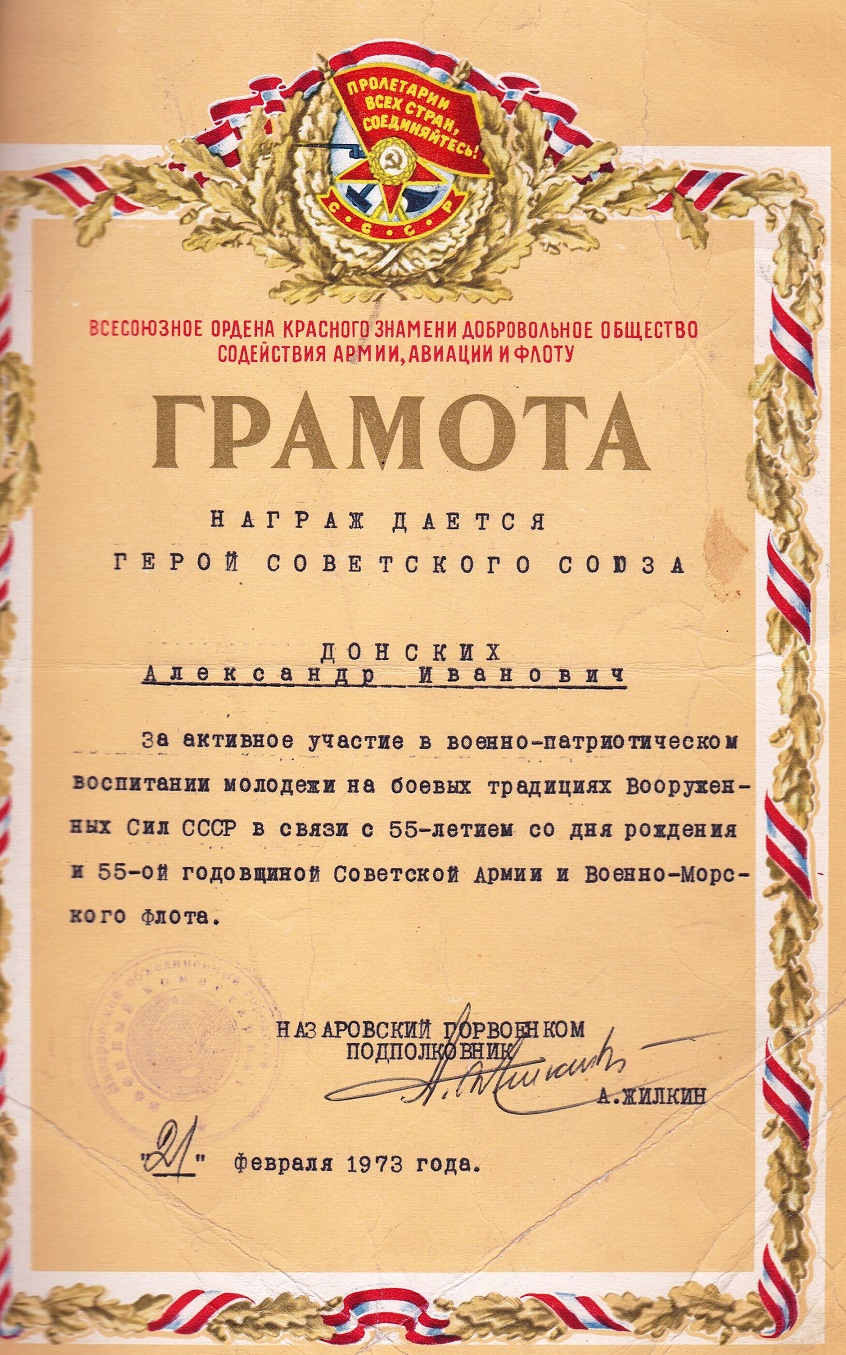 ПРОЛЕТАРИИ
ВСЕХ СТРАН,
СОЕДИНЯЙТЕСЬ!
С·С·С·Р
ВСЕСОЮЗНОЕ ОРДЕНА КРАСНОГО ЗНАМЕНИ ДОБРОВОЛЬНОЕ ОБЩЕСТВО
СОДЕЙСТВИЯ АРМИИ, АВИАЦИИ И ФЛОТУ
ГРАМОТА
НАГРАЖДАЕТСЯ
ГЕРОЙ СОВЕТСКОГО СОЮЗА
ДОНСКИХ
Александр Иванович
За активное участие в военно-патриотическом
воспитании молодежи на боевых традициях Вооружен-
ных Сил СССР в связи с 55-летием со дня рождения
и 55-ой годовщиной Советской Армии и Военно-Морс-
кого Флота.
НАЗАРОВСКИЙ ГОРВОЕНКОМ
ПОДПОЛКОВНИК
А.ЖИЛКИН
"21" февраля 1973 года.